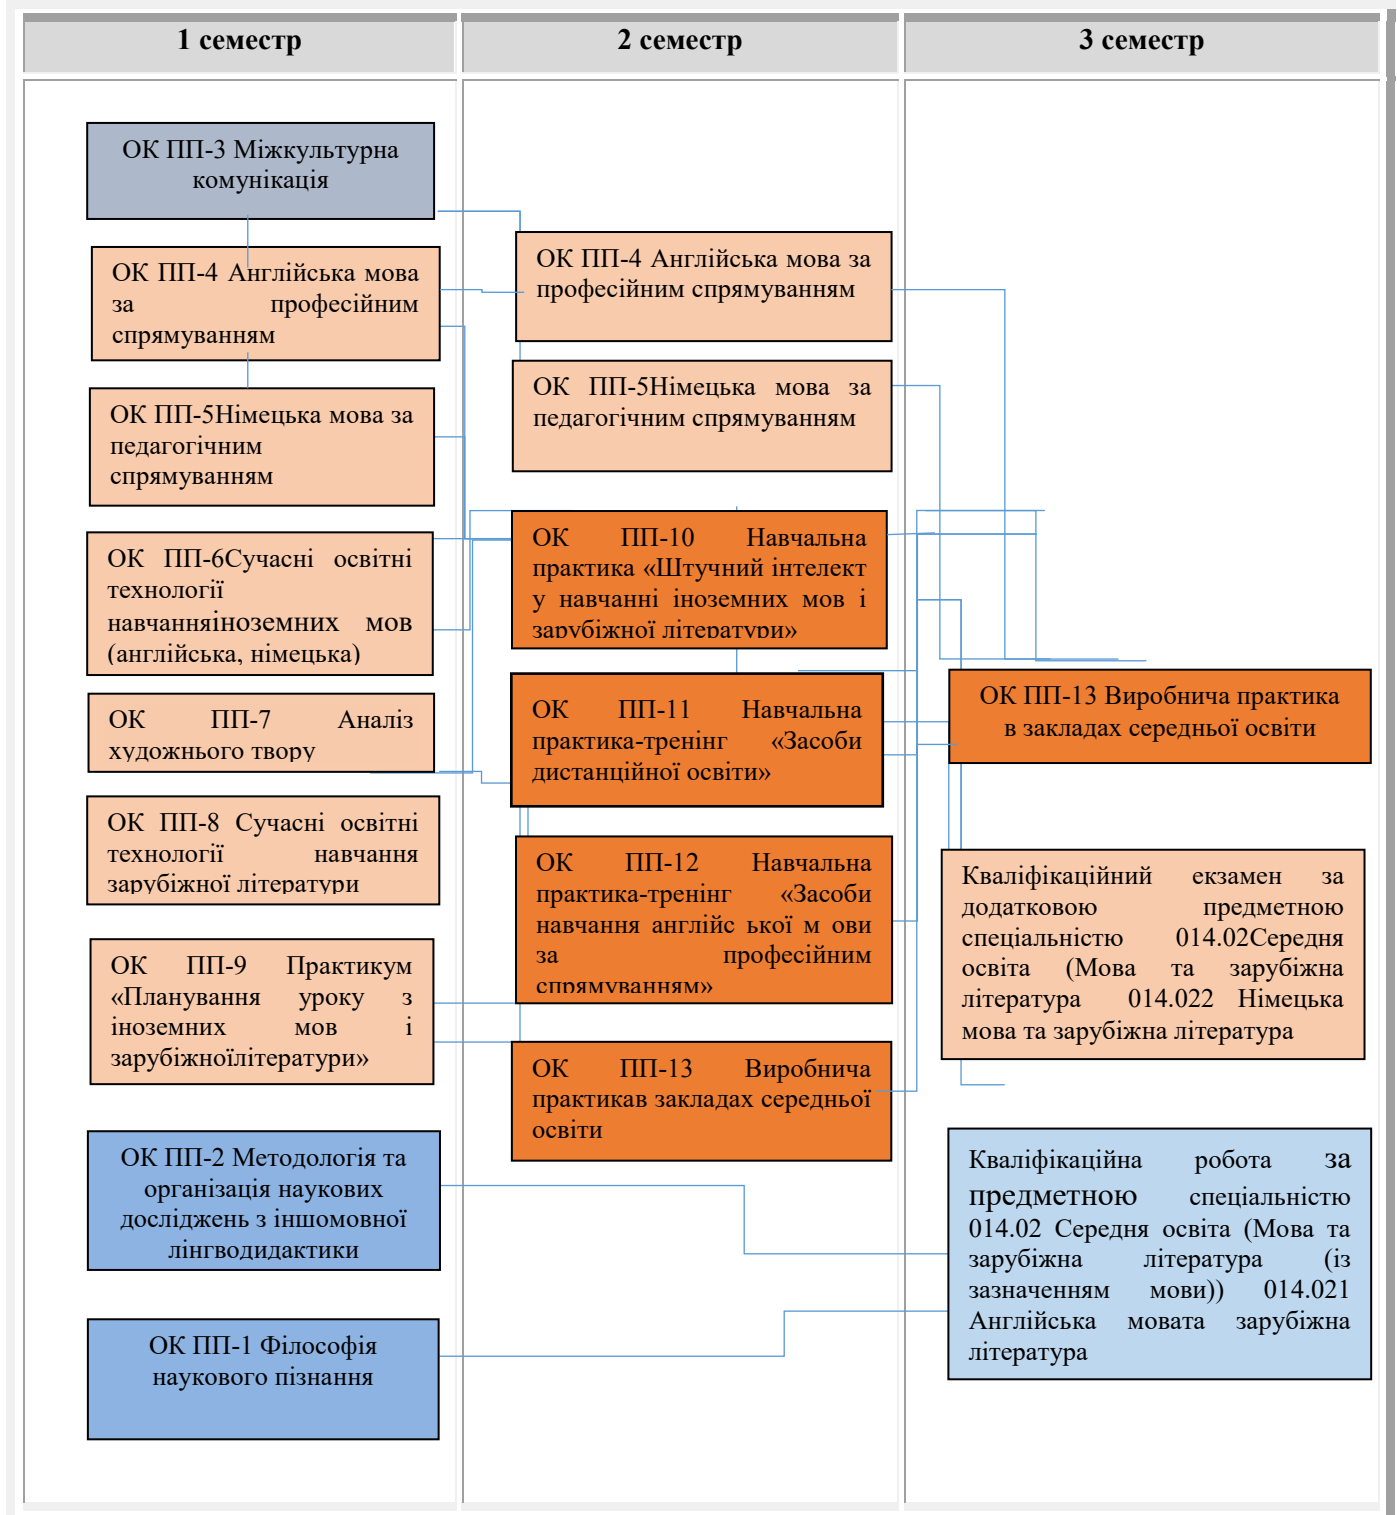 1 семестр
2 семестр
3 семестр
ОК ПП-3 Міжкультурна
комунікація
ОК ПП-4 Англійська мова
за професійним
спрямуванням
ОК ПП-5Німецька мова за
педагогічним
спрямуванням
ОК ПП-6Сучасні освітні
технології
навчанняіноземних мов
(англійська, німецька)
ОК ПП-7 Аналіз
художнього твору
ОК ПП-8 Сучасні освітні
технології навчання
зарубіжної літератури
ОК ПП-9 Практикум
«Планування уроку з
іноземних мов і
зарубіжноїлітератури»
ОК ПП-2 Методологія та
організація наукових
досліджень з іншомовної
лінгводидактики
ОК ПП-1 Філософія
наукового пізнання
ОК ПП-4 Англійська мова за
професійним спрямуванням
ОК ПП-5Німецька мова за
педагогічним спрямуванням
ОК ПП-10 Навчальна
практика «Штучний інтелект
у навчанні іноземних мов і
зарубіжної літератури»
ОК ПП-11 Навчальна
практика-тренінг «Засоби
дистанційної освіти»
ОК ПП-12 Навчальна
практика-тренінг «Засоби
навчання англійс ької м ови
за професійним
спрямуванням»
ОК ПП-13 Виробнича
практикав закладах середньої
освіти
ОК ПП-13 Виробнича практика
в закладах середньої освіти
Кваліфікаційний екзамен за
додатковою предметною
спеціальністю 014.02Середня
освіта (Мова та зарубіжна
література 014.022 Німецька
мова та зарубіжна література
Кваліфікаційна робота за
предметною спеціальністю
014.02 Середня освіта (Мова та
зарубіжна література (із
зазначенням мови)) 014.021
Англійська мовата зарубіжна
література